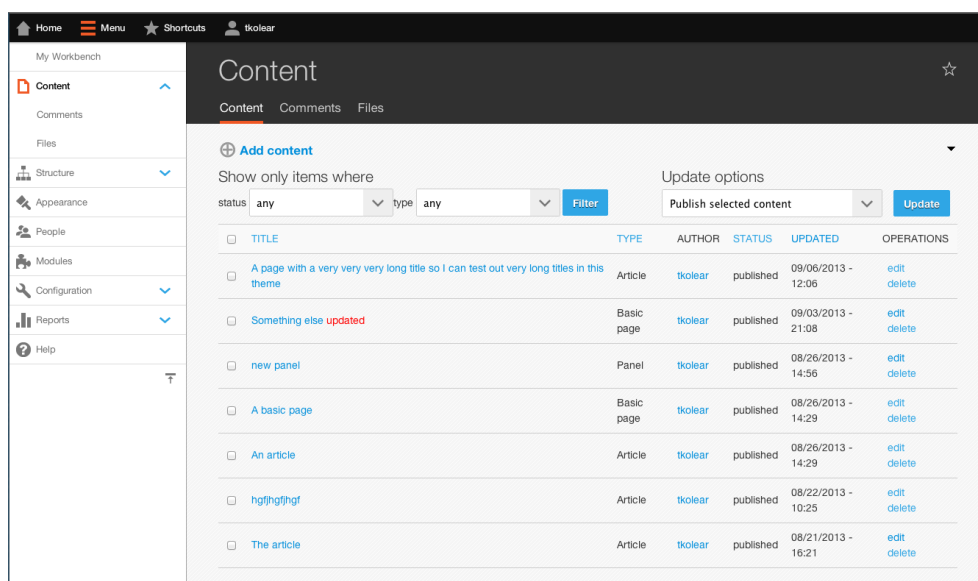 Home Menu Shortcuts tkolear
My Workbench
Content
Comments
Files
Structure
Appearance
People
Modules
Configuration
Reports
Help
Content
Content Comments Files
Add content
Show only items where
status any type any Filter
Update options
Publish selected content Update
TITLE TYPE AUTHOR STATUS UPDATED OPERATIONS
A page with a very very very long title so I can test out very long titles in this
theme
Article tkolear published
09/06/2013 -
12:06
edit
delete
Something else updated
Basic
page
tkolear published
09/03/2013 -
21:08
edit
delete
new panel Panel tkolear published
08/26/2013 -
14:56
edit
delete
A basic page
Basic
page
tkolear published
08/26/2013 -
14:29
edit
delete
An article Article tkolear published
08/26/2013 -
14:29
edit
delete
hgfjhgfjhgf Article tkolear published
08/22/2013 -
10:25
edit
delete
The article Article tkolear published
08/21/2013 -
16:21
edit
delete